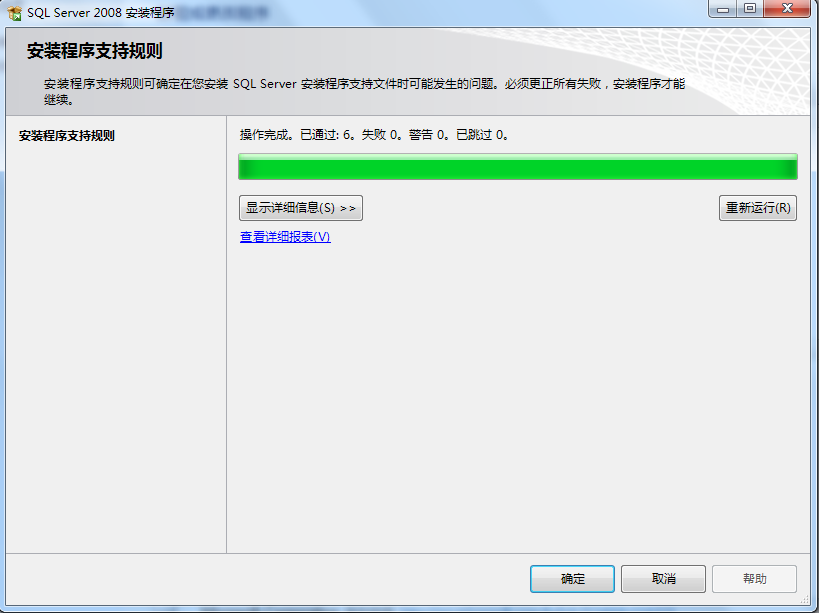 SQL Server 2008 安装程序
安装程序支持规则
安装程序支持规则可确定在您安装 SQL Server 安装程序支持文件时可能发生的问题。必须更正所有失败，安装程序才能
继续。
安装程序支持规则
操作完成。已通过: 6。失败 0。警告 0。已跳过 0。
显示详细信息(S) >>
重新运行(R)
查看详细报表(V)
确定
取消
帮助